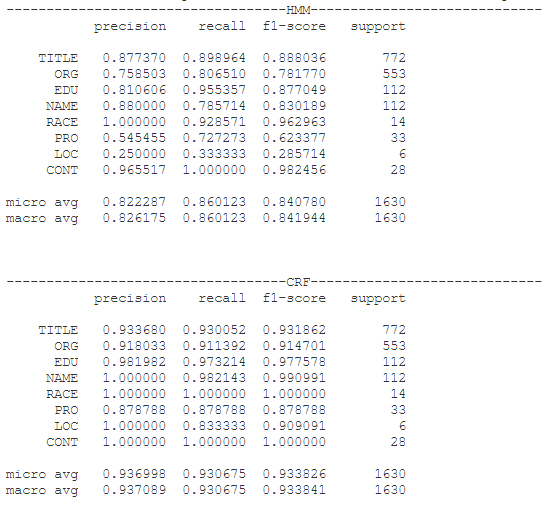 -----------------------------------HMM-----------------------------
precision recall f1-score support
TITLE 0.877370 0.898964 0.888036 772
ORG 0.758503 0.806510 0.781770 553
EDU 0.810606 0.955357 0.877049 112
NAME 0.880000 0.785714 0.830189 112
RACE 1.000000 0.928571 0.962963 14
PRO 0.545455 0.727273 0.623377 33
LOC 0.250000 0.333333 0.285714 6
CONT 0.965517 1.000000 0.982456 28
micro avg 0.822287 0.860123 0.840780 1630
macro avg 0.826175 0.860123 0.841944 1630
-----------------------------------CRF-----------------------------
precision recall f1-score support
TITLE 0.933680 0.930052 0.931862 772
ORG 0.918033 0.911392 0.914701 553
EDU 0.981982 0.973214 0.977578 112
NAME 1.000000 0.982143 0.990991 112
RACE 1.000000 1.000000 1.000000 14
PRO 0.878788 0.878788 0.878788 33
LOC 1.000000 0.833333 0.909091 6
CONT 1.000000 1.000000 1.000000 28
micro avg 0.936998 0.930675 0.933826 1630
macro avg 0.937089 0.930675 0.933841 1630